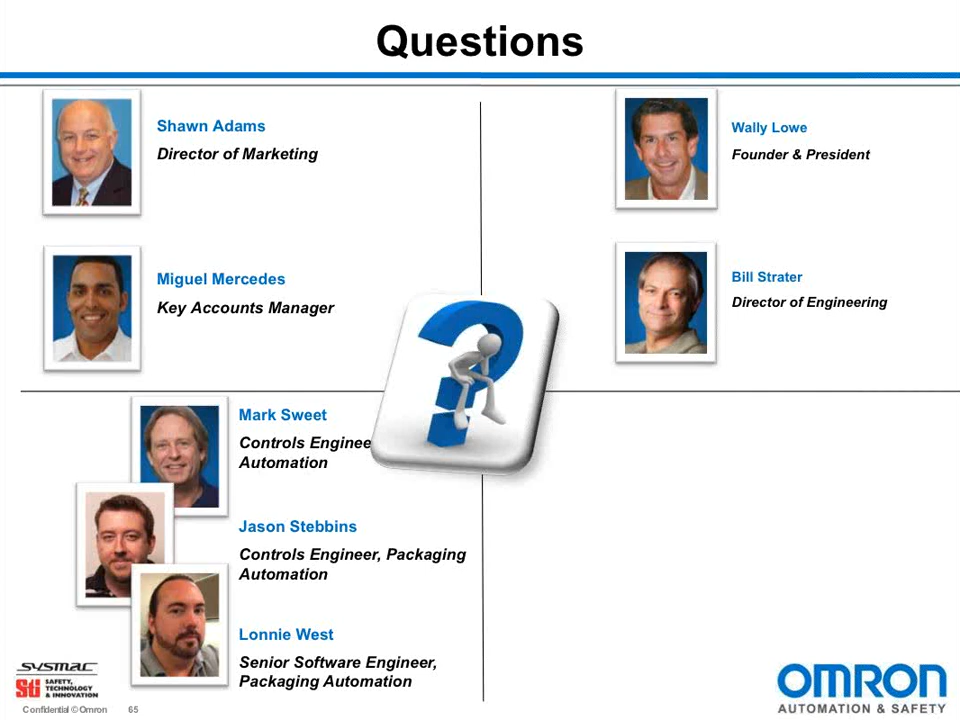 Questions
Shawn Adams
Director of Marketing
Miguel Mercedes
Key Accounts Manager
Wally Lowe
Founder & President
Bill Strater
Director of Engineering
Mark Sweet
Controls Enginee
Automation
Jason Stebbins
Controls Engineer, Packaging
Automation
Lonnie West
Senior Software Engineer,
Packaging Automation
sysmac
Sti SAFETY,
TECHNOLOGY
& INNOVATION
Confidential © Omron 65
OMRON
AUTOMATION & SAFETY